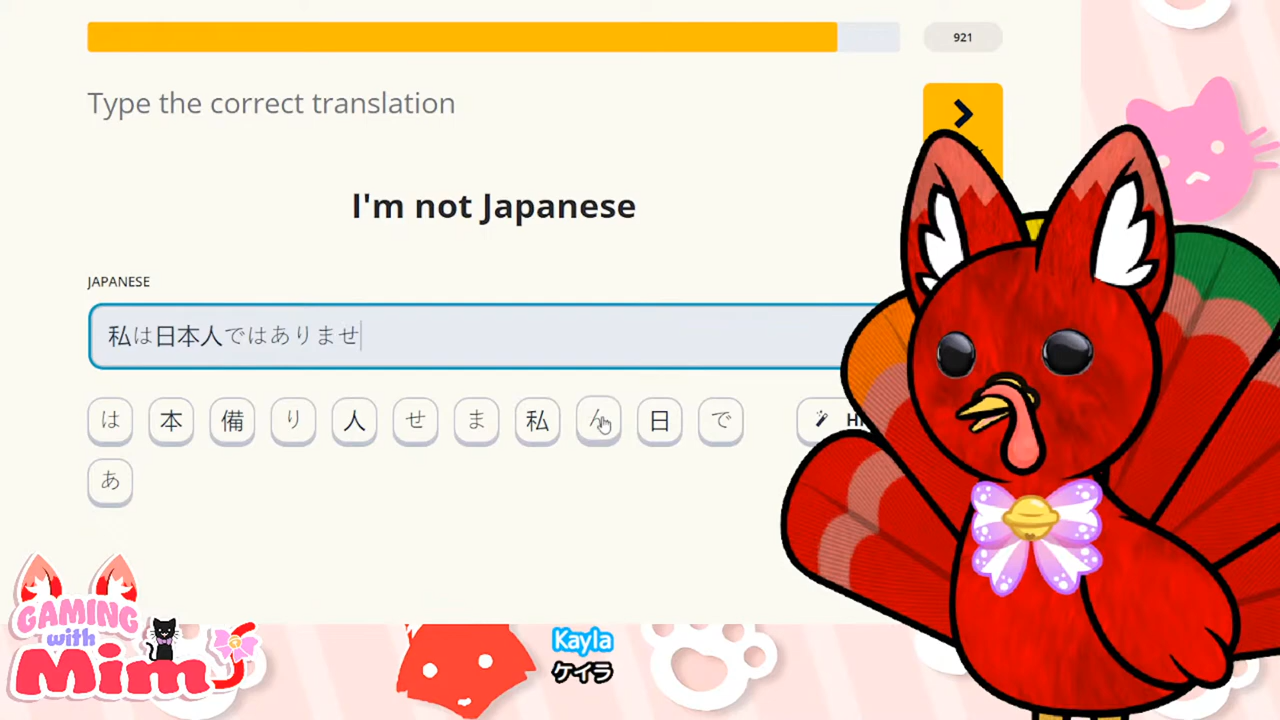 921
Type the correct translation
I'm not Japanese
JAPANESE
私は日本人ではありませ
は 本 備 り 人 せ ま 私 ん 日 で
あ
GAMING
with
Mim
Kayla
ケイラ